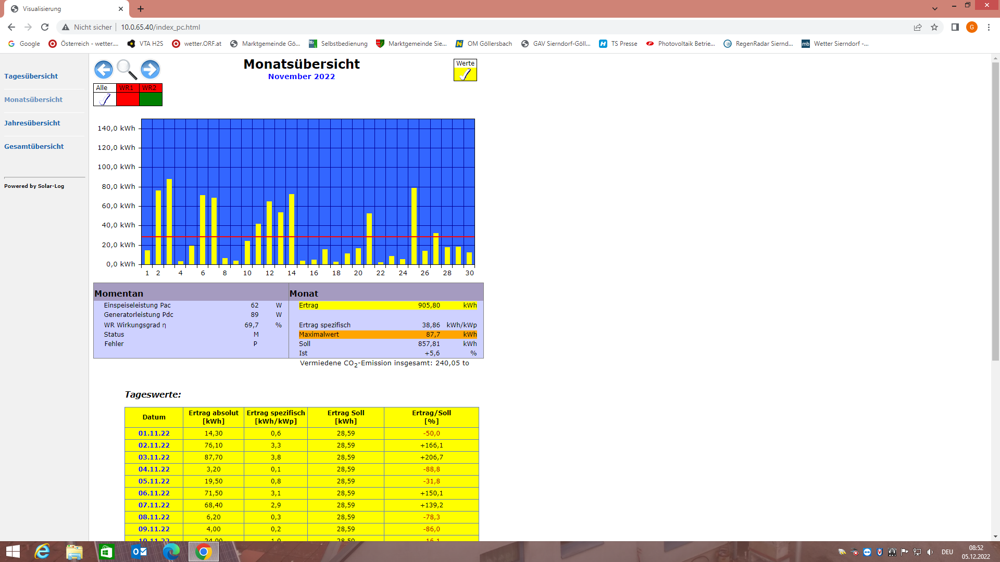 Visualisierung
Nicht sicher 10.0.65.40/index_pc.html
G
Google Österreich - wetter.... VTA H2S wetter.ORF.at Marktgemeinde Gö... Selbstbedienung Marktgemeinde Sie... OM Göllersbach GAV Sierndorf-Göll... TS Presse Photovoltaik Betrie... RegenRadar Siernd... Wetter Sierndorf -...
Tagesübersicht
Monatsübersicht
Jahresübersicht
Gesamtübersicht
Powered by Solar-Log
Monatsübersicht
November 2022
Werte
Alle WR1 WR2
140,0 kWh
120,0 kWh
100,0 kWh
80,0 kWh
60,0 kWh
40,0 kWh
20,0 kWh
0,0 kWh
1 2 4 6 8 10 12 14 16 18 20 22 24 26 28 30
Momentan
Einspeiseleistung Pac 62 W
Generatorleistung Pdc 89 W
WR Wirkungsgrad η 69,7 %
Status M
Fehler P
Monat
Ertrag 905,80 kWh
Ertrag spezifisch 38,86 kWh/kWp
Maximalwert 87,7 kWh
Soll 857,81 kWh
Ist +5,6 %
Vermiedene CO2-Emission insgesamt: 240,05 to
Tageswerte:
Datum Ertrag absolut [kWh] Ertrag spezifisch [kWh/kWp] Ertrag Soll [kWh] Ertrag/Soll [%]
01.11.22 14,30 0,6 28,59 -50,0
02.11.22 76,10 3,3 28,59 +166,1
03.11.22 87,70 3,8 28,59 +206,7
04.11.22 3,20 0,1 28,59 -88,8
05.11.22 19,50 0,8 28,59 -31,8
06.11.22 71,50 3,1 28,59 +150,1
07.11.22 68,40 2,9 28,59 +139,2
08.11.22 6,20 0,3 28,59 -78,3
09.11.22 4,00 0,2 28,59 -86,0
10.11.22 24,00 1,0 28,59 -16,1
DEU
08:52
05.12.2022